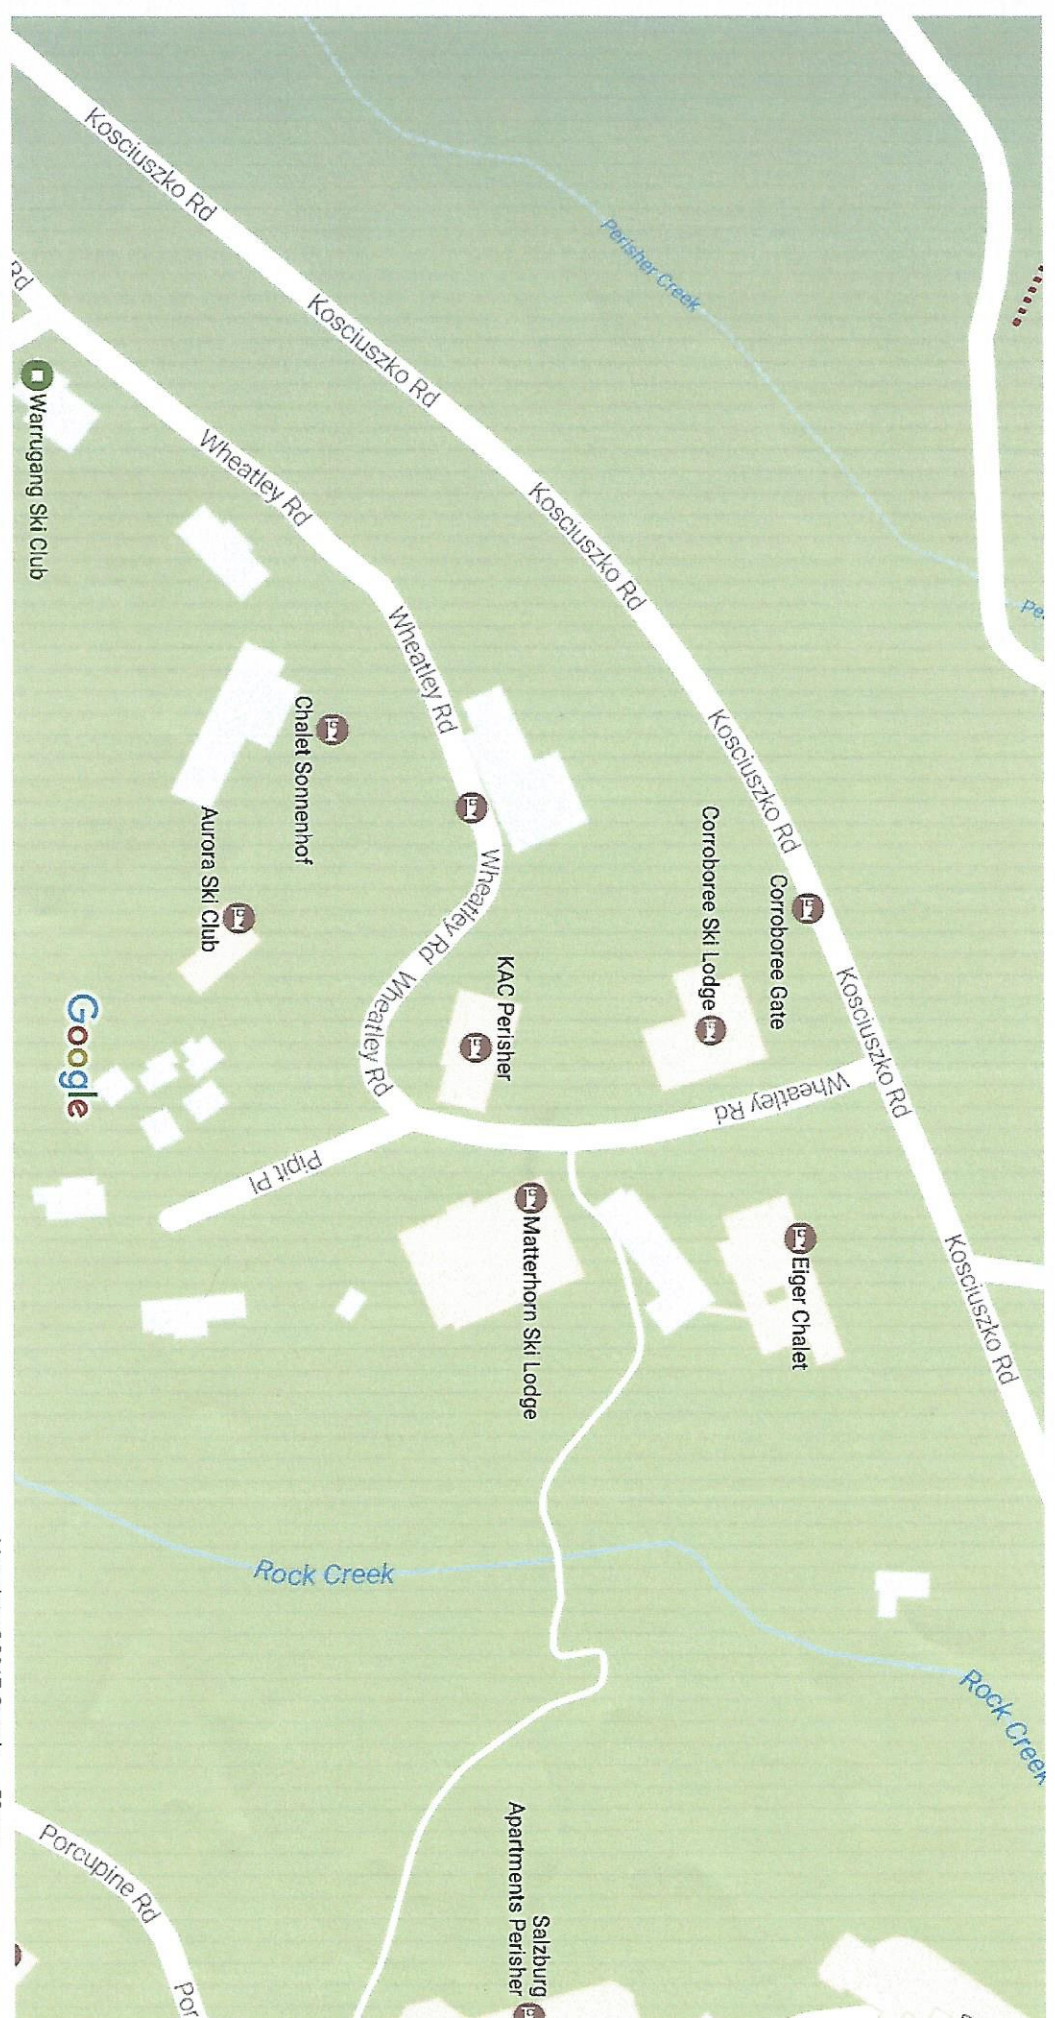 Kosciuszko Rd
Kosciuszko Rd
Kosciuszko Rd
Kosciuszko Rd
Kosciuszko Rd
Kosciuszko Rd
Perisher Creek
Pe
Rd
Warrugang Ski Club
Wheatley Rd
Wheatley Rd
Wheatley Rd
Wheatley Rd
Wheatley Rd
Chalet Sonnenhof
Aurora Ski Club
KAC Perisher
Corroboree Gate
Corroboree Ski Lodge
Pipit Pl
Eiger Chalet
Matterhorn Ski Lodge
Google
Rock Creek
Rock Creek
Porcupine Rd
Por
Salzburg
Apartments Perisher